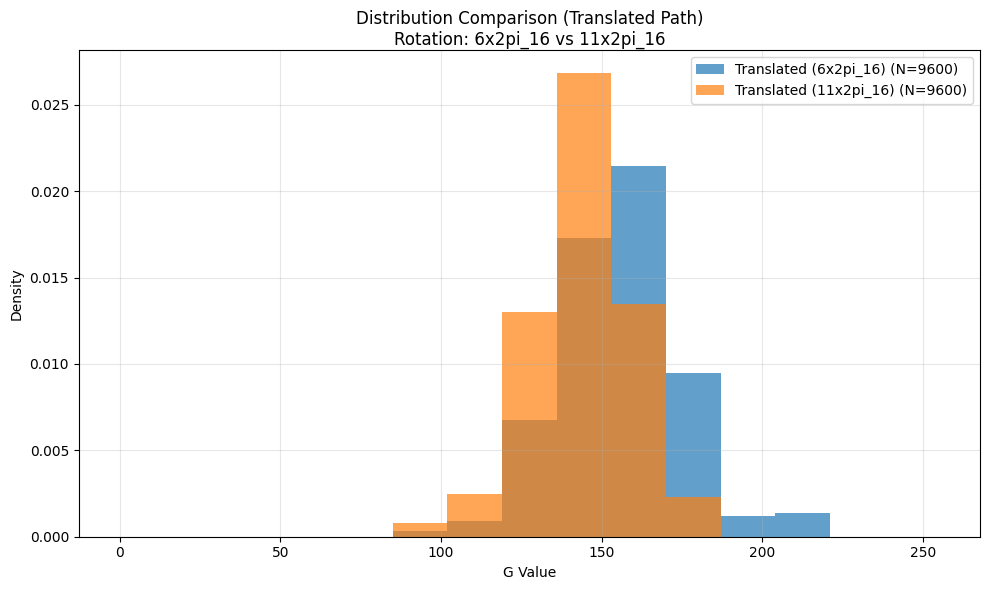 Distribution Comparison (Translated Path)
Rotation: 6x2pi_16 vs 11x2pi_16
Translated (6x2pi_16) (N=9600)
Translated (11x2pi_16) (N=9600)
Density
0.025
0.020
0.015
0.010
0.005
0.000
0 50 100 150 200 250
G Value